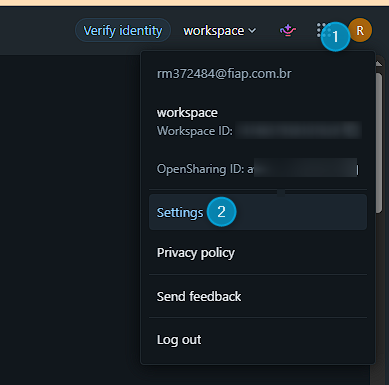 Verify identity workspace 1 R
rm372484@fiap.com.br
workspace
Workspace ID:
OpenSharing ID:
Settings 2
Privacy policy
Send feedback
Log out